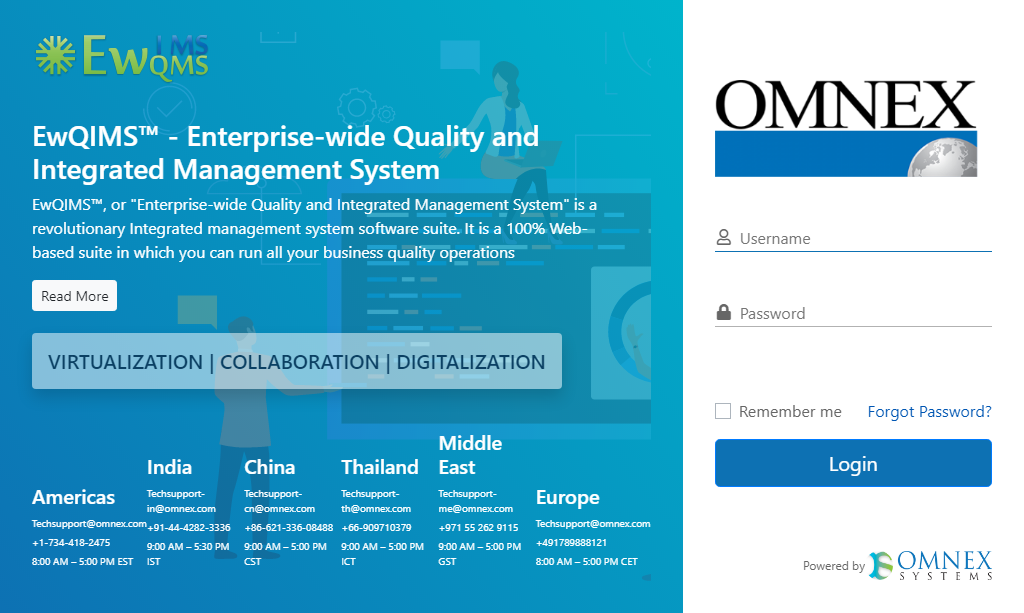 EwQIMS
EwQIMS™ - Enterprise-wide Quality and
Integrated Management System
EwQIMS™, or "Enterprise-wide Quality and Integrated Management System" is a
revolutionary Integrated management system software suite. It is a 100% Web-
based suite in which you can run all your business quality operations
Read More
VIRTUALIZATION | COLLABORATION | DIGITALIZATION
Americas
Techsupport@omnex.com
+1-734-418-2475
8:00 AM – 5:00 PM EST
India
Techsupport-
in@omnex.com
+91-44-4282-3336
9:00 AM – 5:30 PM
IST
China
Techsupport-
cn@omnex.com
+86-621-336-08488
9:00 AM – 5:00 PM
CST
Thailand
Techsupport-
th@omnex.com
+66-909710379
9:00 AM – 5:00 PM
ICT
Middle
East
Techsupport-
me@omnex.com
+971 55 262 9115
9:00 AM – 5:00 PM
GST
Europe
Techsupport@omnex.com
+491789888121
8:00 AM – 5:00 PM CET
OMNEX
Username
Password
Remember me
Forgot Password?
Login
Powered by
OMNEX
SYSTEMS